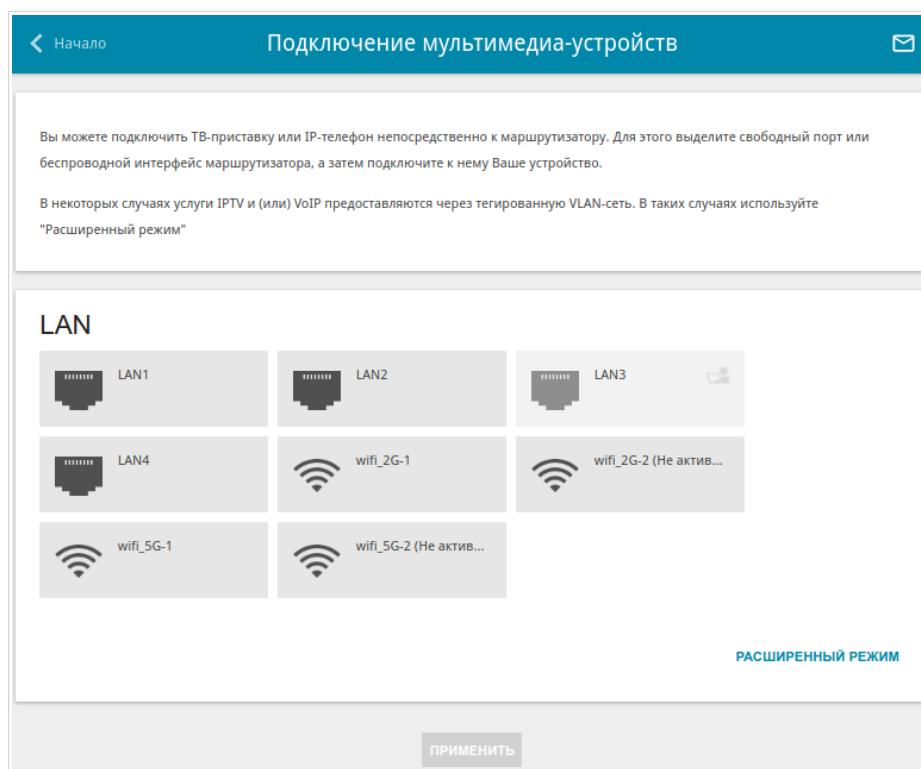 Начало
Подключение мультимедиа-устройств
Вы можете подключить ТВ-приставку или IP-телефон непосредственно к маршрутизатору. Для этого выделите свободный порт или
беспроводной интерфейс маршрутизатора, а затем подключите к нему Ваше устройство.
В некоторых случаях услуги IPTV и (или) VoIP предоставляются через тегированную VLAN-сеть. В таких случаях используйте
"Расширенный режим"
LAN
LAN1
LAN2
LAN3
LAN4
wifi_2G-1
wifi_2G-2 (Не актив...
wifi_5G-1
wifi_5G-2 (Не актив...
РАСШИРЕННЫЙ РЕЖИМ
ПРИМЕНИТЬ